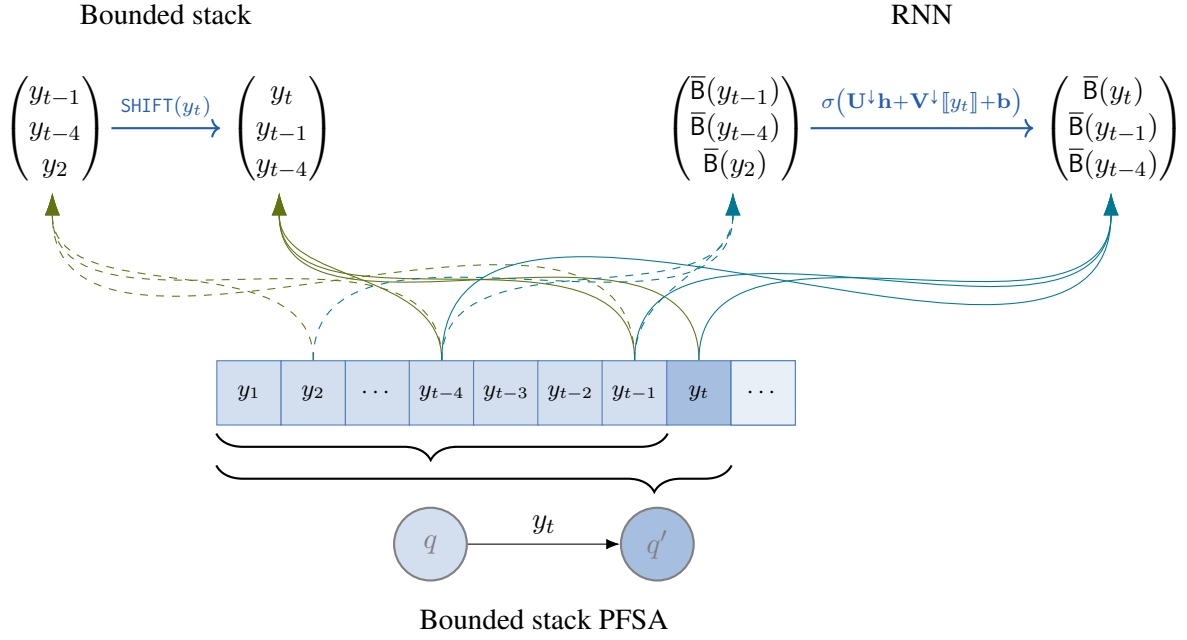 Bounded stack RNN
y_{t−1} SHIFT(y_t) y_t B̅(y_{t−1}) σ(U↓h+V↓⟦y_t⟧+b) B̅(y_t)
y_{t−4} y_{t−1} B̅(y_{t−4}) B̅(y_{t−1})
y_2 y_{t−4} B̅(y_2) B̅(y_{t−4})
y_1 y_2 ⋯ y_{t−4} y_{t−3} y_{t−2} y_{t−1} y_t ⋯
q y_t q′
Bounded stack PFSA